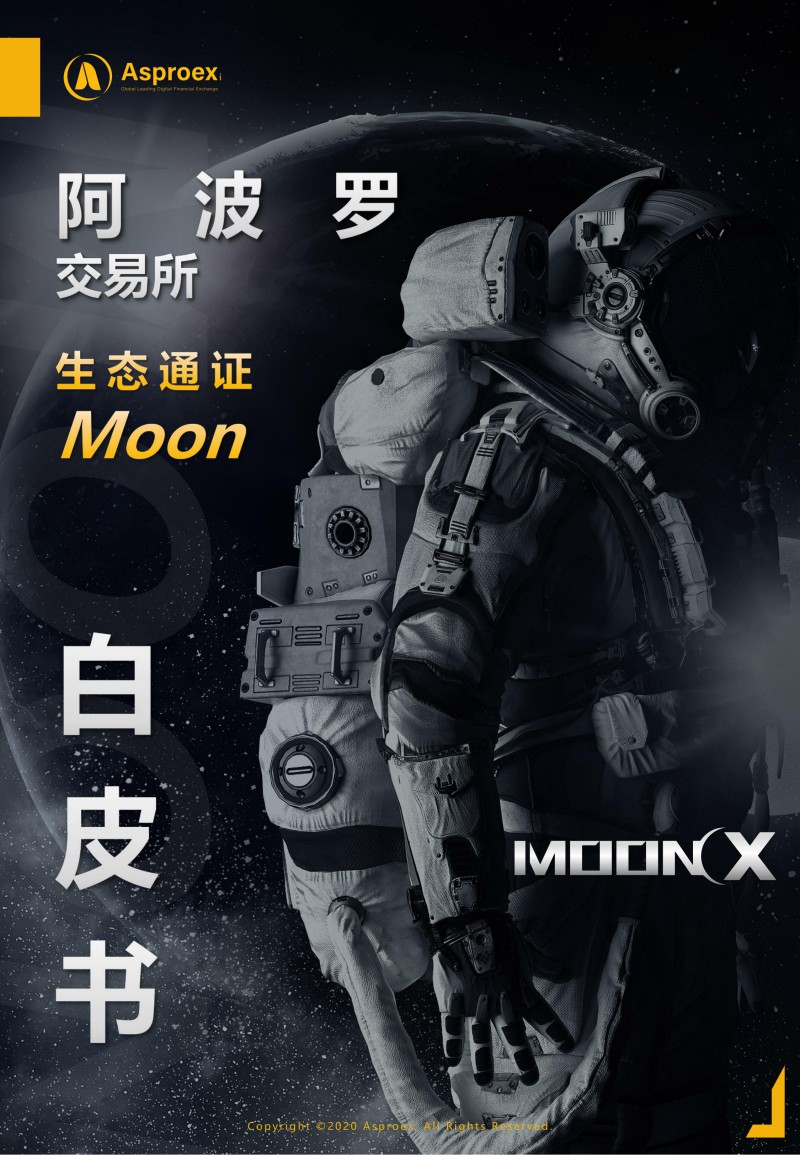 Asproex
Global Leading Digital Financial Exchange
阿波罗
交易所
生态通证
Moon
白皮书
MOONX
Copyright ©2020 Asproex. All Rights Reserved.